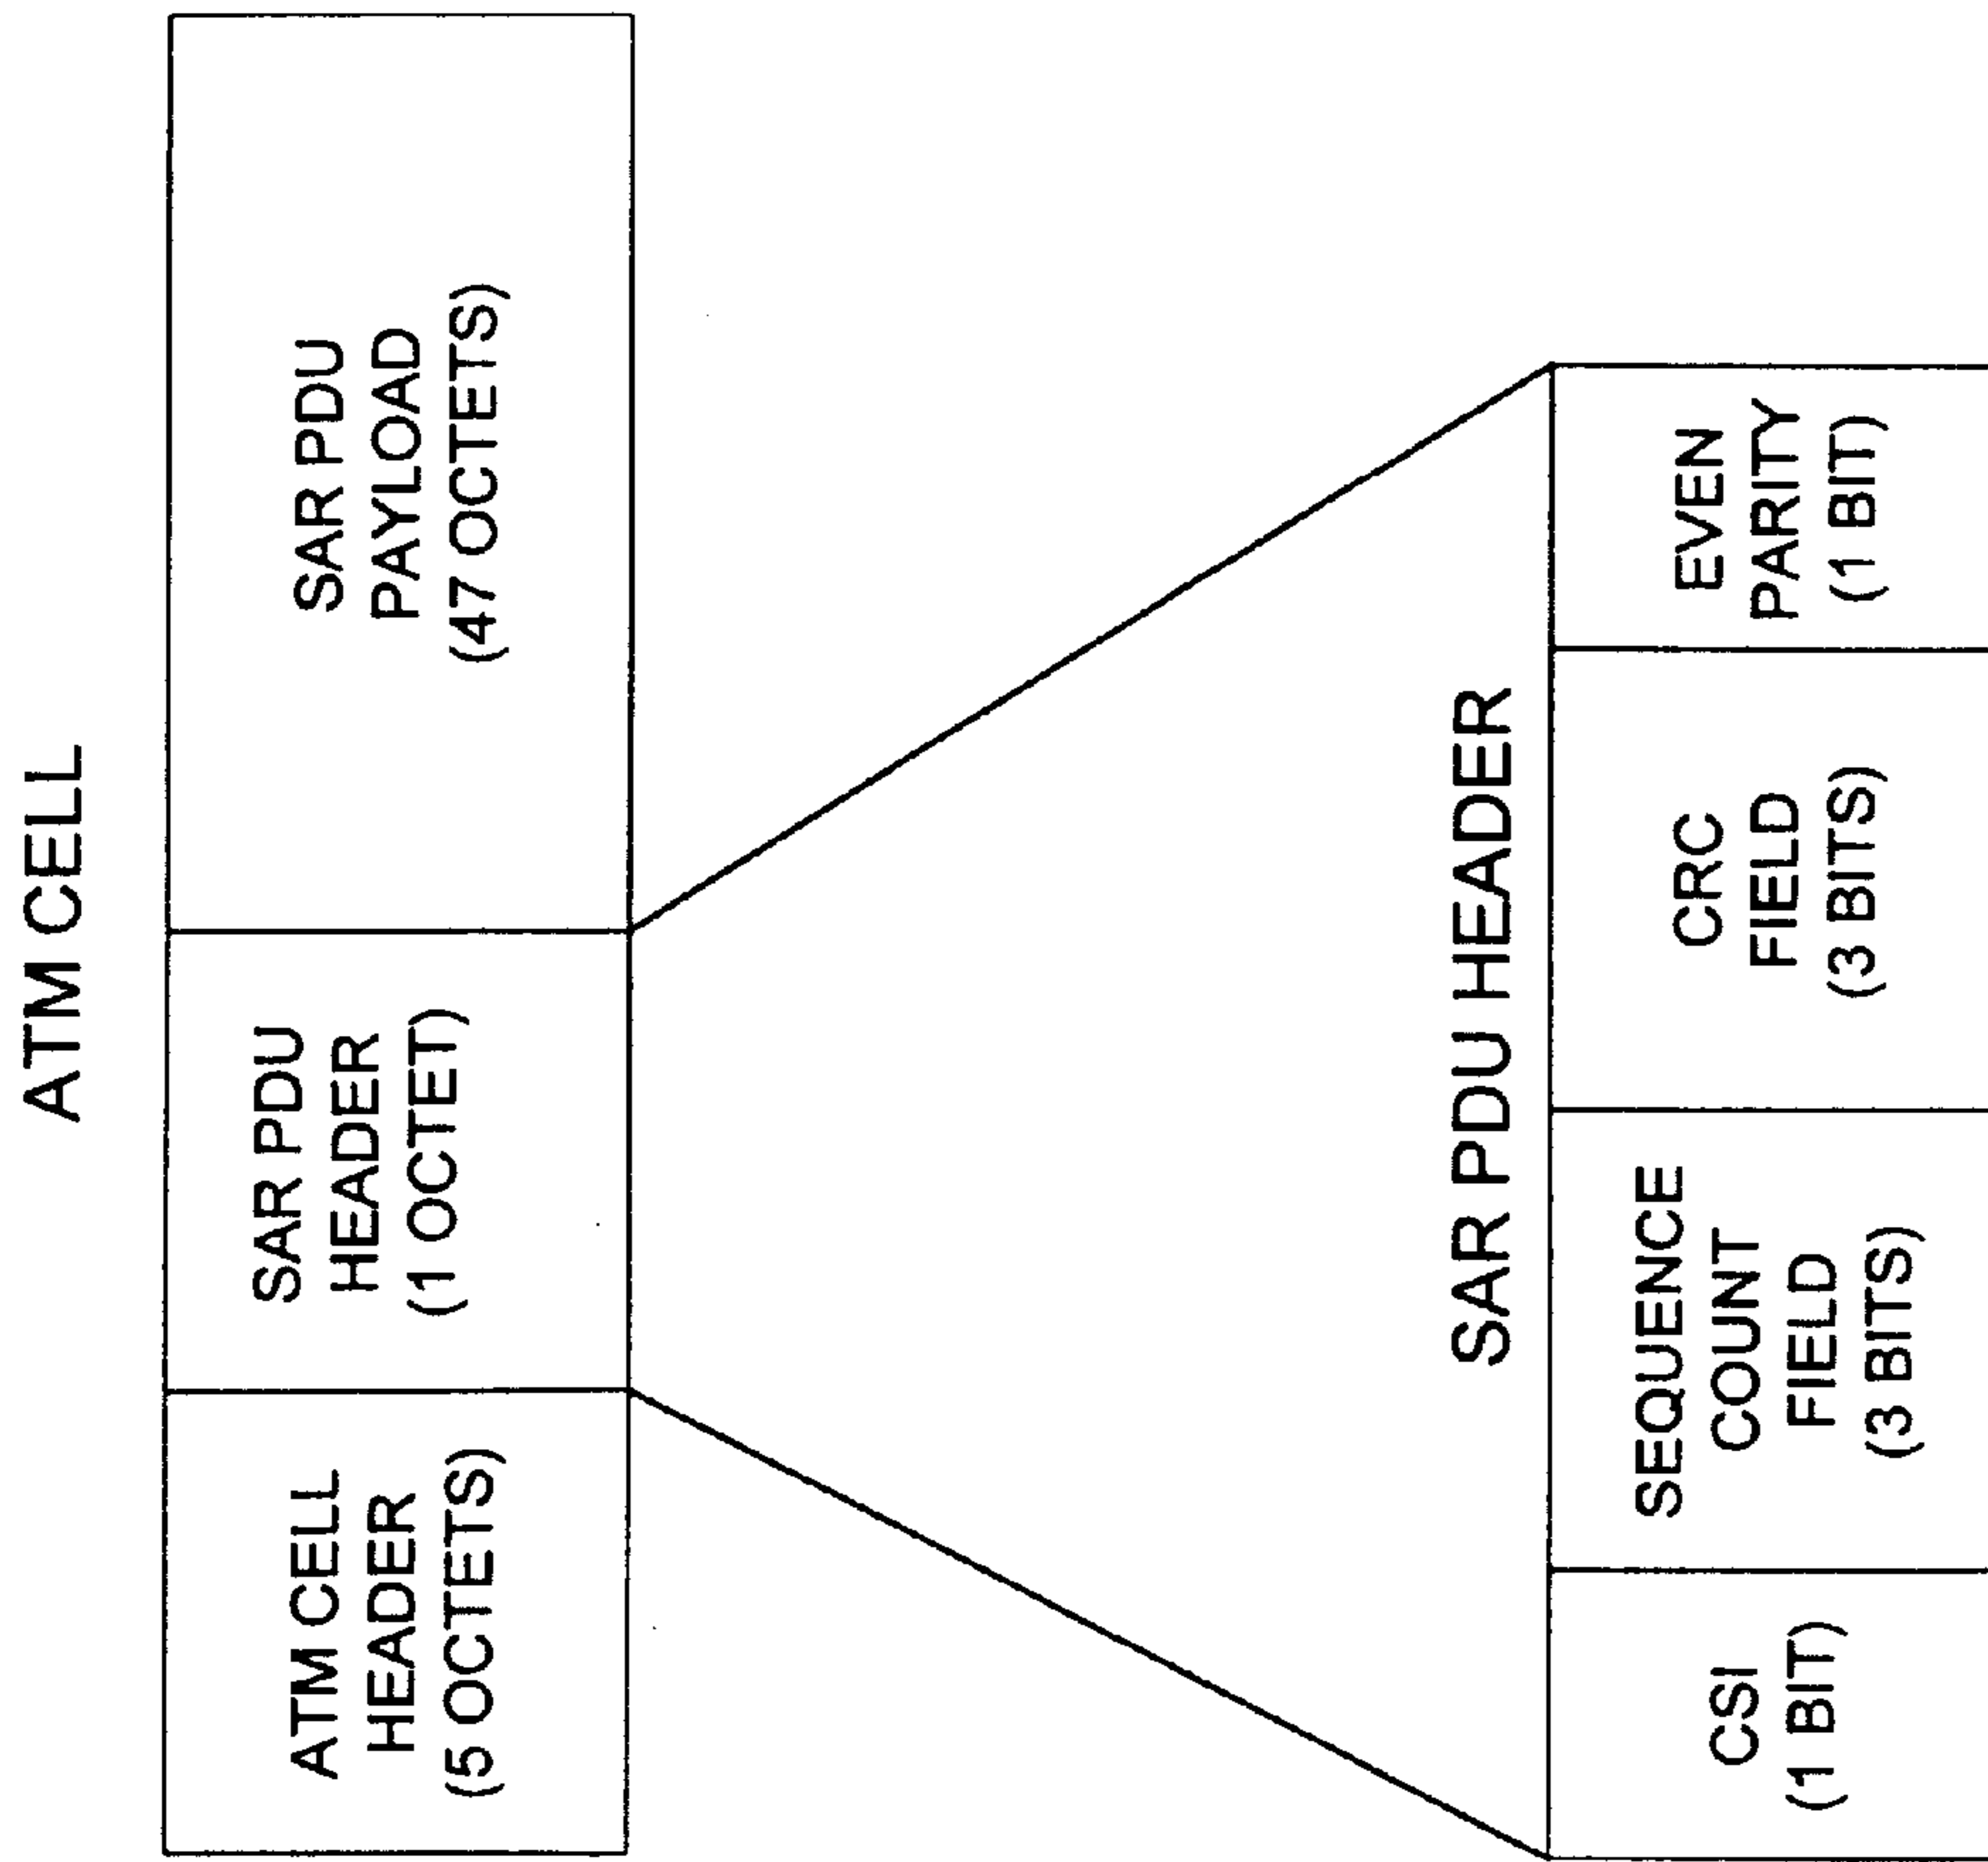 ATM CELL
ATM CELL
HEADER
(5 OCTETS)
SAR PDU
HEADER
(1 OCTET)
SAR PDU
PAYLOAD
(47 OCTETS)
SAR PDU HEADER
CSI
(1 BIT)
SEQUENCE
COUNT
FIELD
(3 BITS)
CRC
FIELD
(3 BITS)
EVEN
PARITY
(1 BIT)